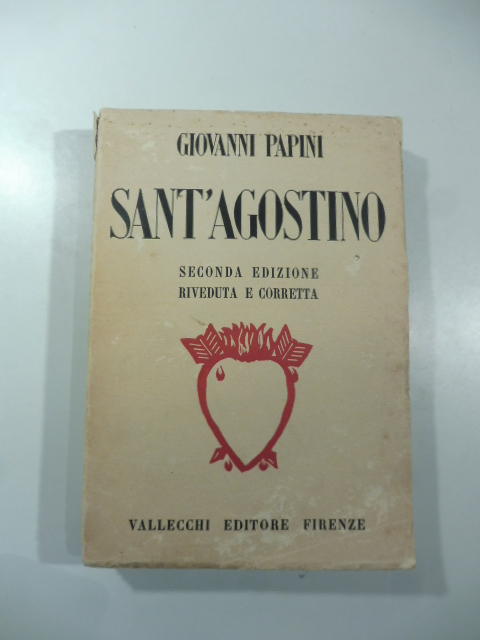 GIOVANNI PAPINI
SANT'AGOSTINO
SECONDA EDIZIONE
RIVEDUTA E CORRETTA
VALLECCHI EDITORE FIRENZE